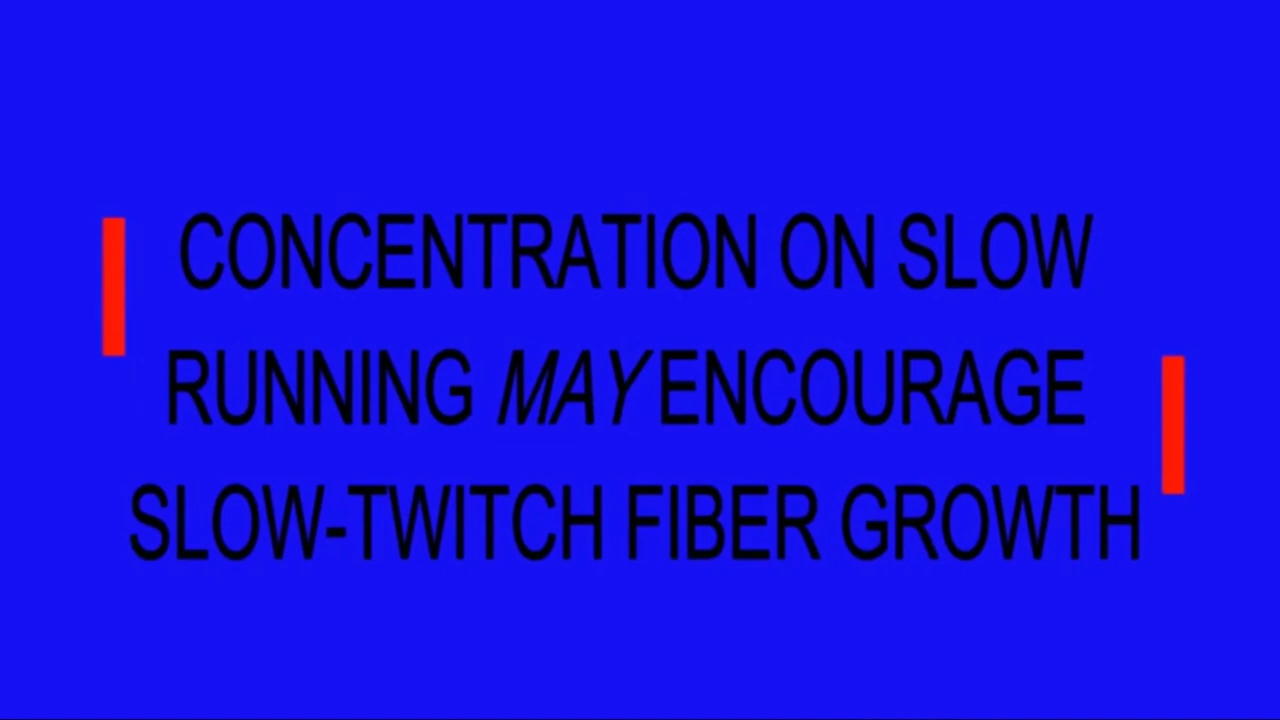 CONCENTRATION ON SLOW
RUNNING MAY ENCOURAGE
SLOW-TWITCH FIBER GROWTH